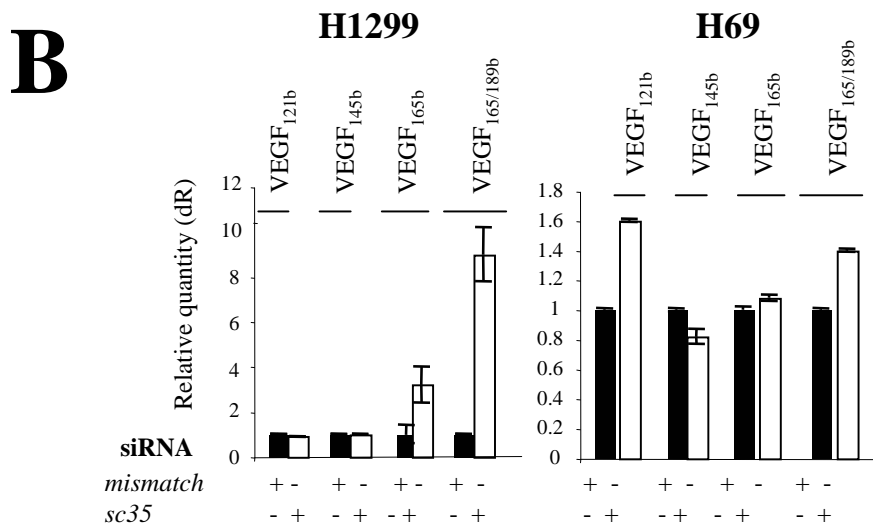 B
H1299
H69
VEGF121b
VEGF145b
VEGF165b
VEGF165/189b
VEGF121b
VEGF145b
VEGF165b
VEGF165/189b
Relative quantity (dR)
12
10
8
6
4
2
0
1.8
1.6
1.4
1.2
1
0.8
0.6
0.4
0.2
0
siRNA
mismatch + - + - + - + - + - + - + - + -
sc35 - + - + - + - + - + - + - + - +